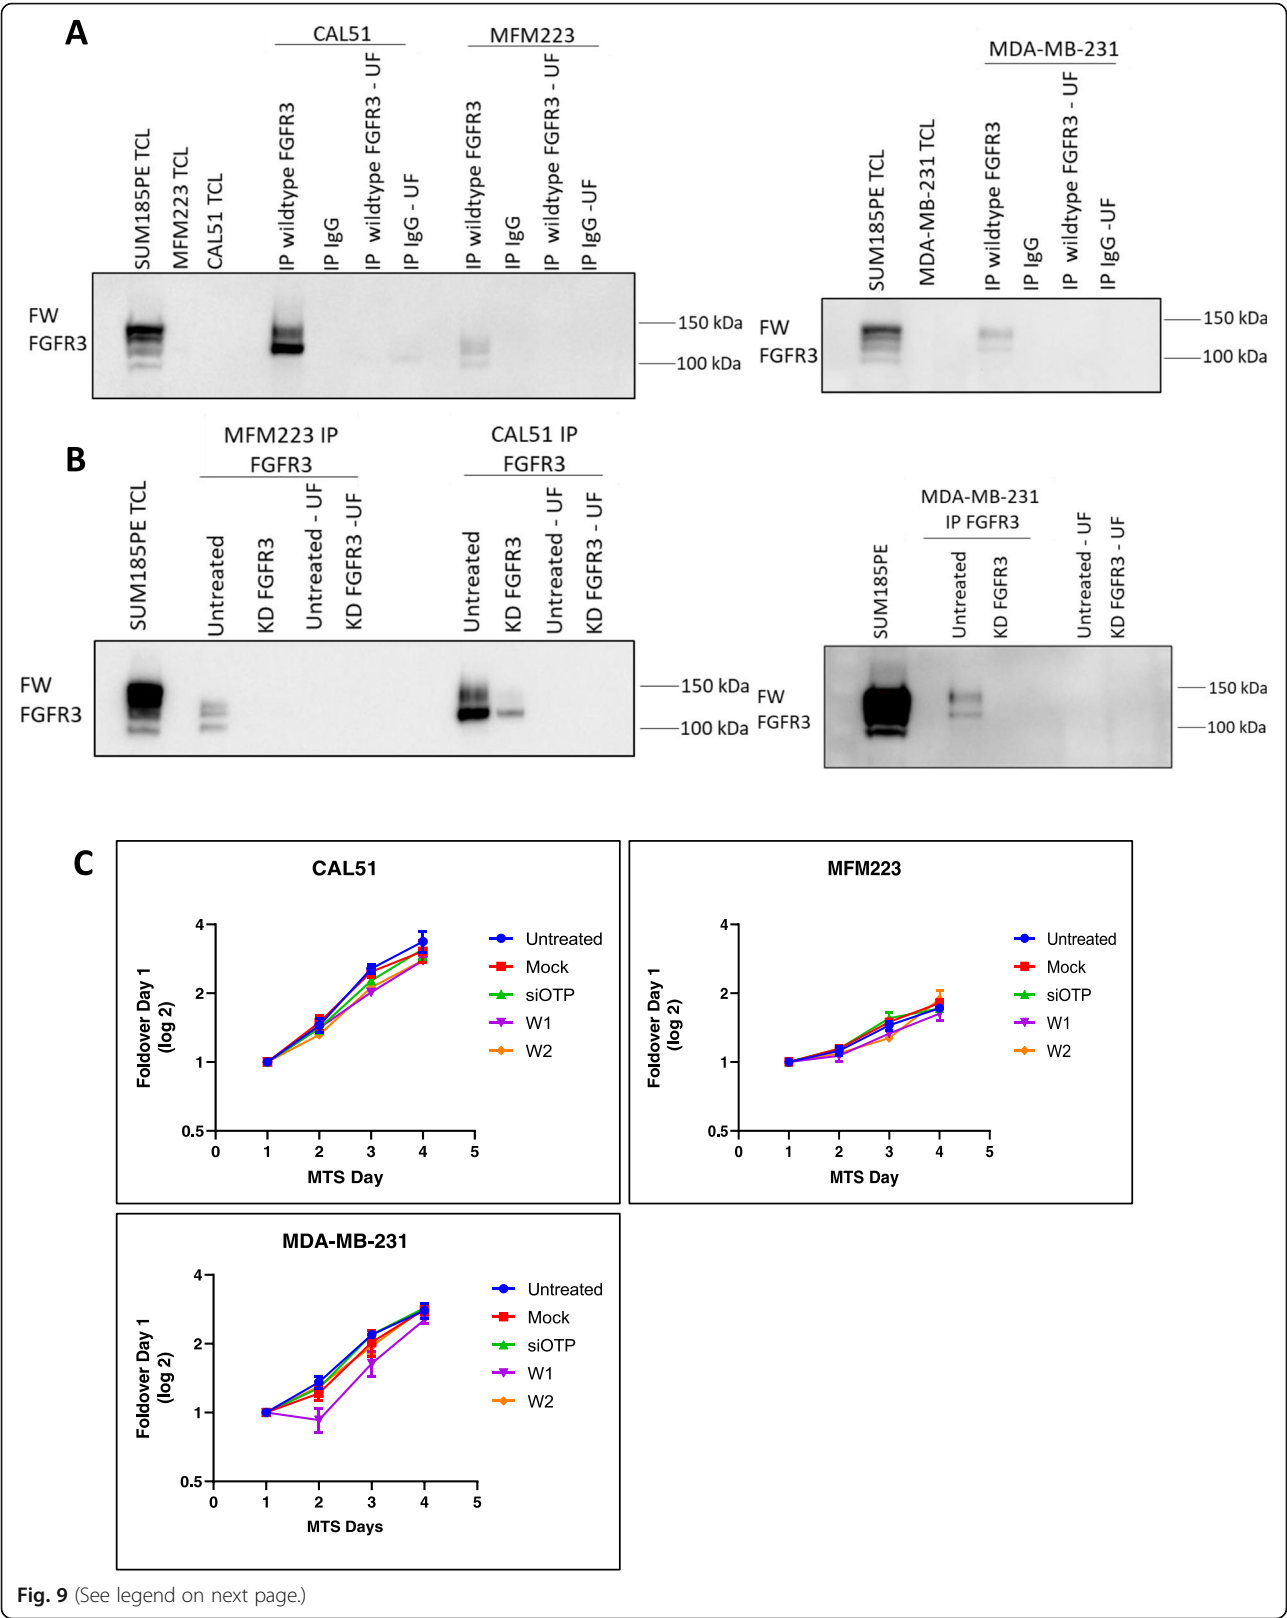 A
CAL51
MFM223
MDA-MB-231
SUM185PE TCL
MFM223 TCL
CAL51 TCL
IP wildtype FGFR3
IP IgG
IP wildtype FGFR3 - UF
IP IgG - UF
IP wildtype FGFR3
IP IgG
IP wildtype FGFR3 - UF
IP IgG -UF
SUM185PE TCL
MDA-MB-231 TCL
IP wildtype FGFR3
IP IgG
IP wildtype FGFR3 - UF
IP IgG -UF
FW
FGFR3
150 kDa
100 kDa
FW
FGFR3
150 kDa
100 kDa
B
MFM223 IP
FGFR3
CAL51 IP
FGFR3
MDA-MB-231
IP FGFR3
SUM185PE TCL
Untreated
KD FGFR3
Untreated - UF
KD FGFR3 -UF
Untreated
KD FGFR3
Untreated - UF
KD FGFR3 - UF
SUM185PE
Untreated
KD FGFR3
Untreated - UF
KD FGFR3 - UF
FW
FGFR3
150 kDa
100 kDa
FW
FGFR3
150 kDa
100 kDa
C
CAL51
Foldover Day 1
(log 2)
4
2
1
0.5
0 1 2 3 4 5
MTS Day
Untreated
Mock
siOTP
W1
W2
MFM223
Foldover Day 1
(log 2)
4
2
1
0.5
0 1 2 3 4 5
MTS Day
Untreated
Mock
siOTP
W1
W2
MDA-MB-231
Foldover Day 1
(log 2)
4
2
1
0.5
0 1 2 3 4 5
MTS Days
Untreated
Mock
siOTP
W1
W2
Fig. 9 (See legend on next page.)